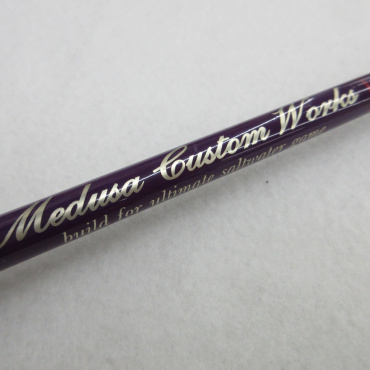 Medusa Custom Works
build for ultimate saltwater game